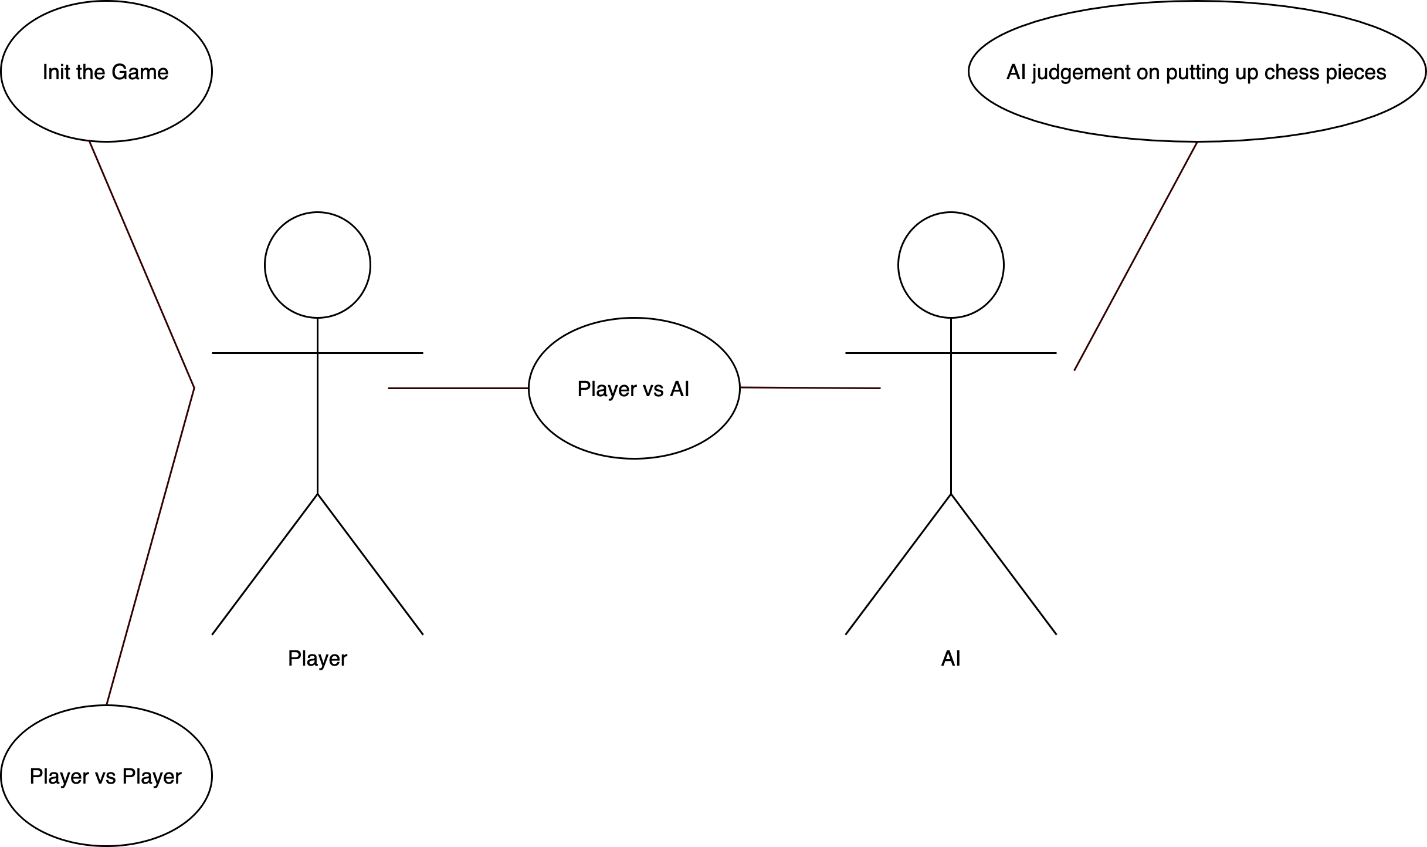 Init the Game
AI judgement on putting up chess pieces
Player vs AI
Player
AI
Player vs Player